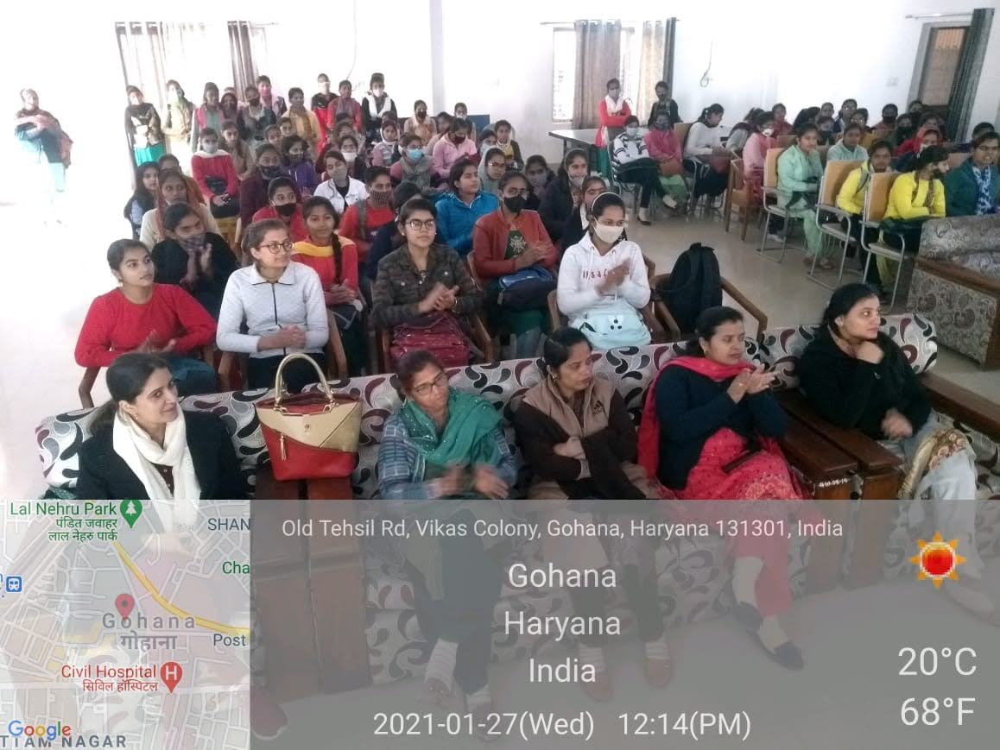 Lal Nehru Park
पंडित जवाहर
लाल नेहरु पार्क
SHAN
Cha
Gohana
गोहाना
Post
Civil Hospital H
सिविल हॉस्पिटल
Google
TTAM NAGAR
Old Tehsil Rd, Vikas Colony, Gohana, Haryana 131301, India
Gohana
Haryana
India
2021-01-27(Wed) 12:14(PM)
20°C
68°F